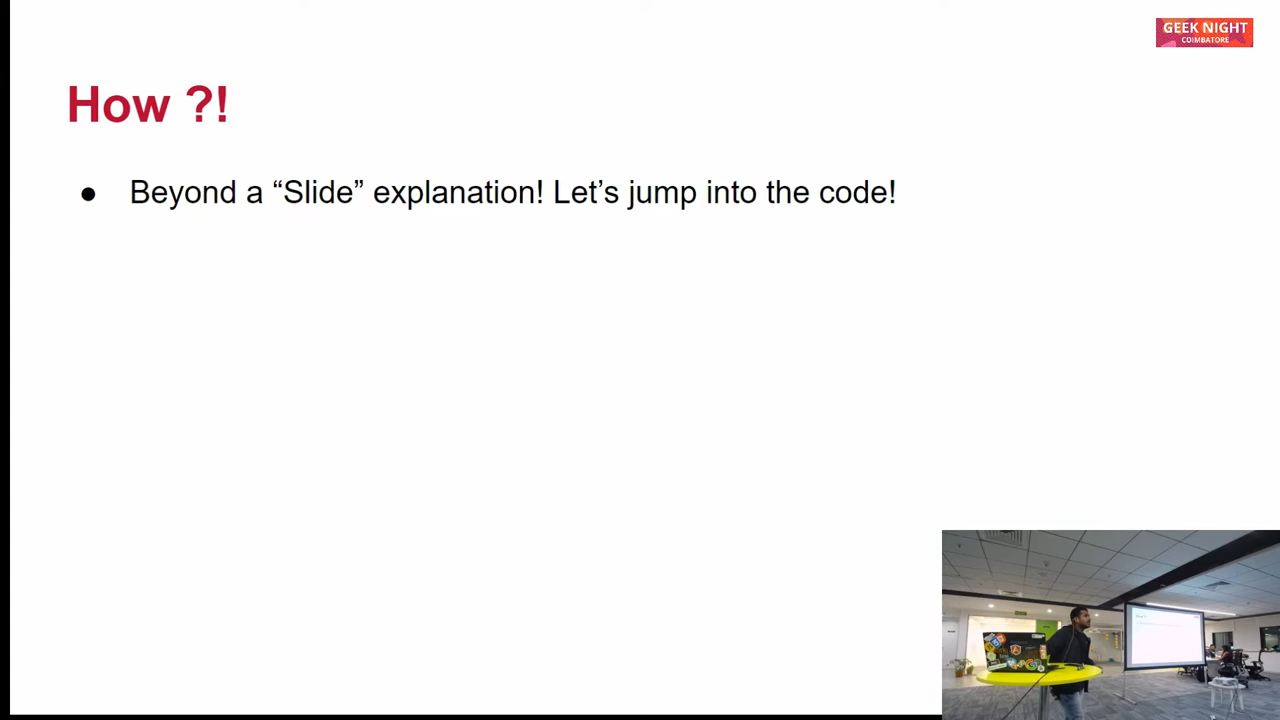 GEEK NIGHT
COIMBATORE
How ?!
● Beyond a “Slide” explanation! Let’s jump into the code!